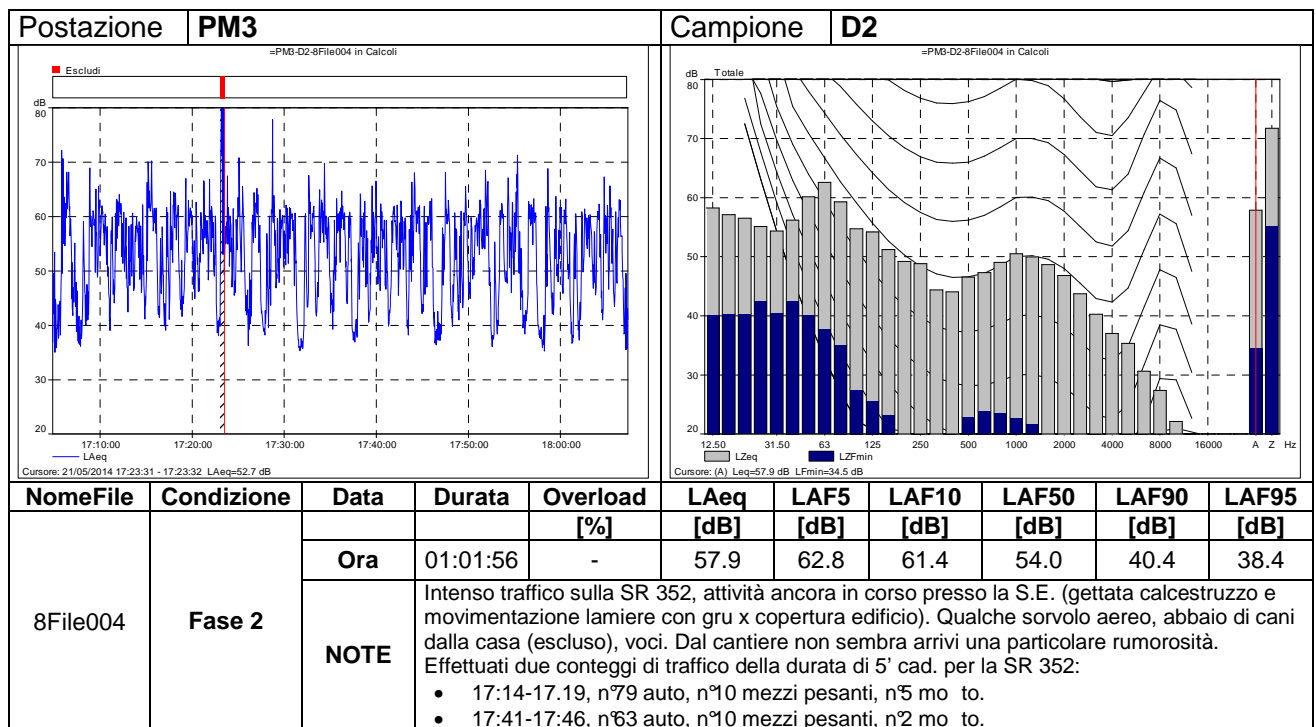 Postazione PM3 Campione D2
=PM3-D2-8File004 in Calcoli
Escludi
dB
80
70
60
50
40
30
20
17:10:00 17:20:00 17:30:00 17:40:00 17:50:00 18:00:00
LAeq
Cursore: 21/05/2014 17:23:31 - 17:23:32 LAeq=52.7 dB
=PM3-D2-8File004 in Calcoli
dB Totale
80
70
60
50
40
30
20
12.50 31.50 63 125 250 500 1000 2000 4000 8000 16000 A Z Hz
LZeq LZFmin
Cursore: (A) Leq=57.9 dB LFmin=34.5 dB
NomeFile Condizione Data Durata Overload LAeq LAF5 LAF10 LAF50 LAF90 LAF95
[%] [dB] [dB] [dB] [dB] [dB] [dB]
Ora 01:01:56 - 57.9 62.8 61.4 54.0 40.4 38.4
8File004 Fase 2 NOTE
Intenso traffico sulla SR 352, attività ancora in corso presso la S.E. (gettata calcestruzzo e
movimentazione lamiere con gru x copertura edificio). Qualche sorvolo aereo, abbaio di cani
dalla casa (escluso), voci. Dal cantiere non sembra arrivi una particolare rumorosità.
Effettuati due conteggi di traffico della durata di 5' cad. per la SR 352:
• 17:14-17.19, n°79 auto, n°10 mezzi pesanti, n°5 mo to.
• 17:41-17:46, n°63 auto, n°10 mezzi pesanti, n°2 mo to.